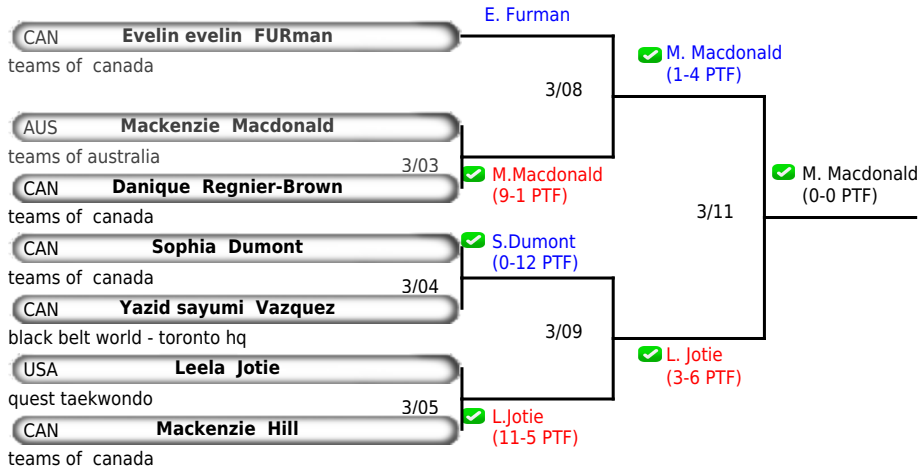 E. Furman
CAN Evelin evelin FURman
teams of canada
M. Macdonald
(1-4 PTF)
3/08
AUS Mackenzie Macdonald
teams of australia
3/03
M.Macdonald
(9-1 PTF)
CAN Danique Regnier-Brown
teams of canada
M. Macdonald
(0-0 PTF)
3/11
CAN Sophia Dumont
S.Dumont
(0-12 PTF)
teams of canada
3/04
CAN Yazid sayumi Vazquez
black belt world - toronto hq
3/09
L. Jotie
(3-6 PTF)
USA Leela Jotie
quest taekwondo
3/05
L.Jotie
(11-5 PTF)
CAN Mackenzie Hill
teams of canada